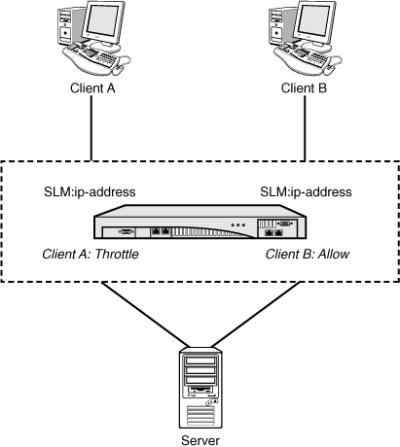 Client A
Client B
SLM:ip-address
SLM:ip-address
Client A: Throttle
Client B: Allow
Server